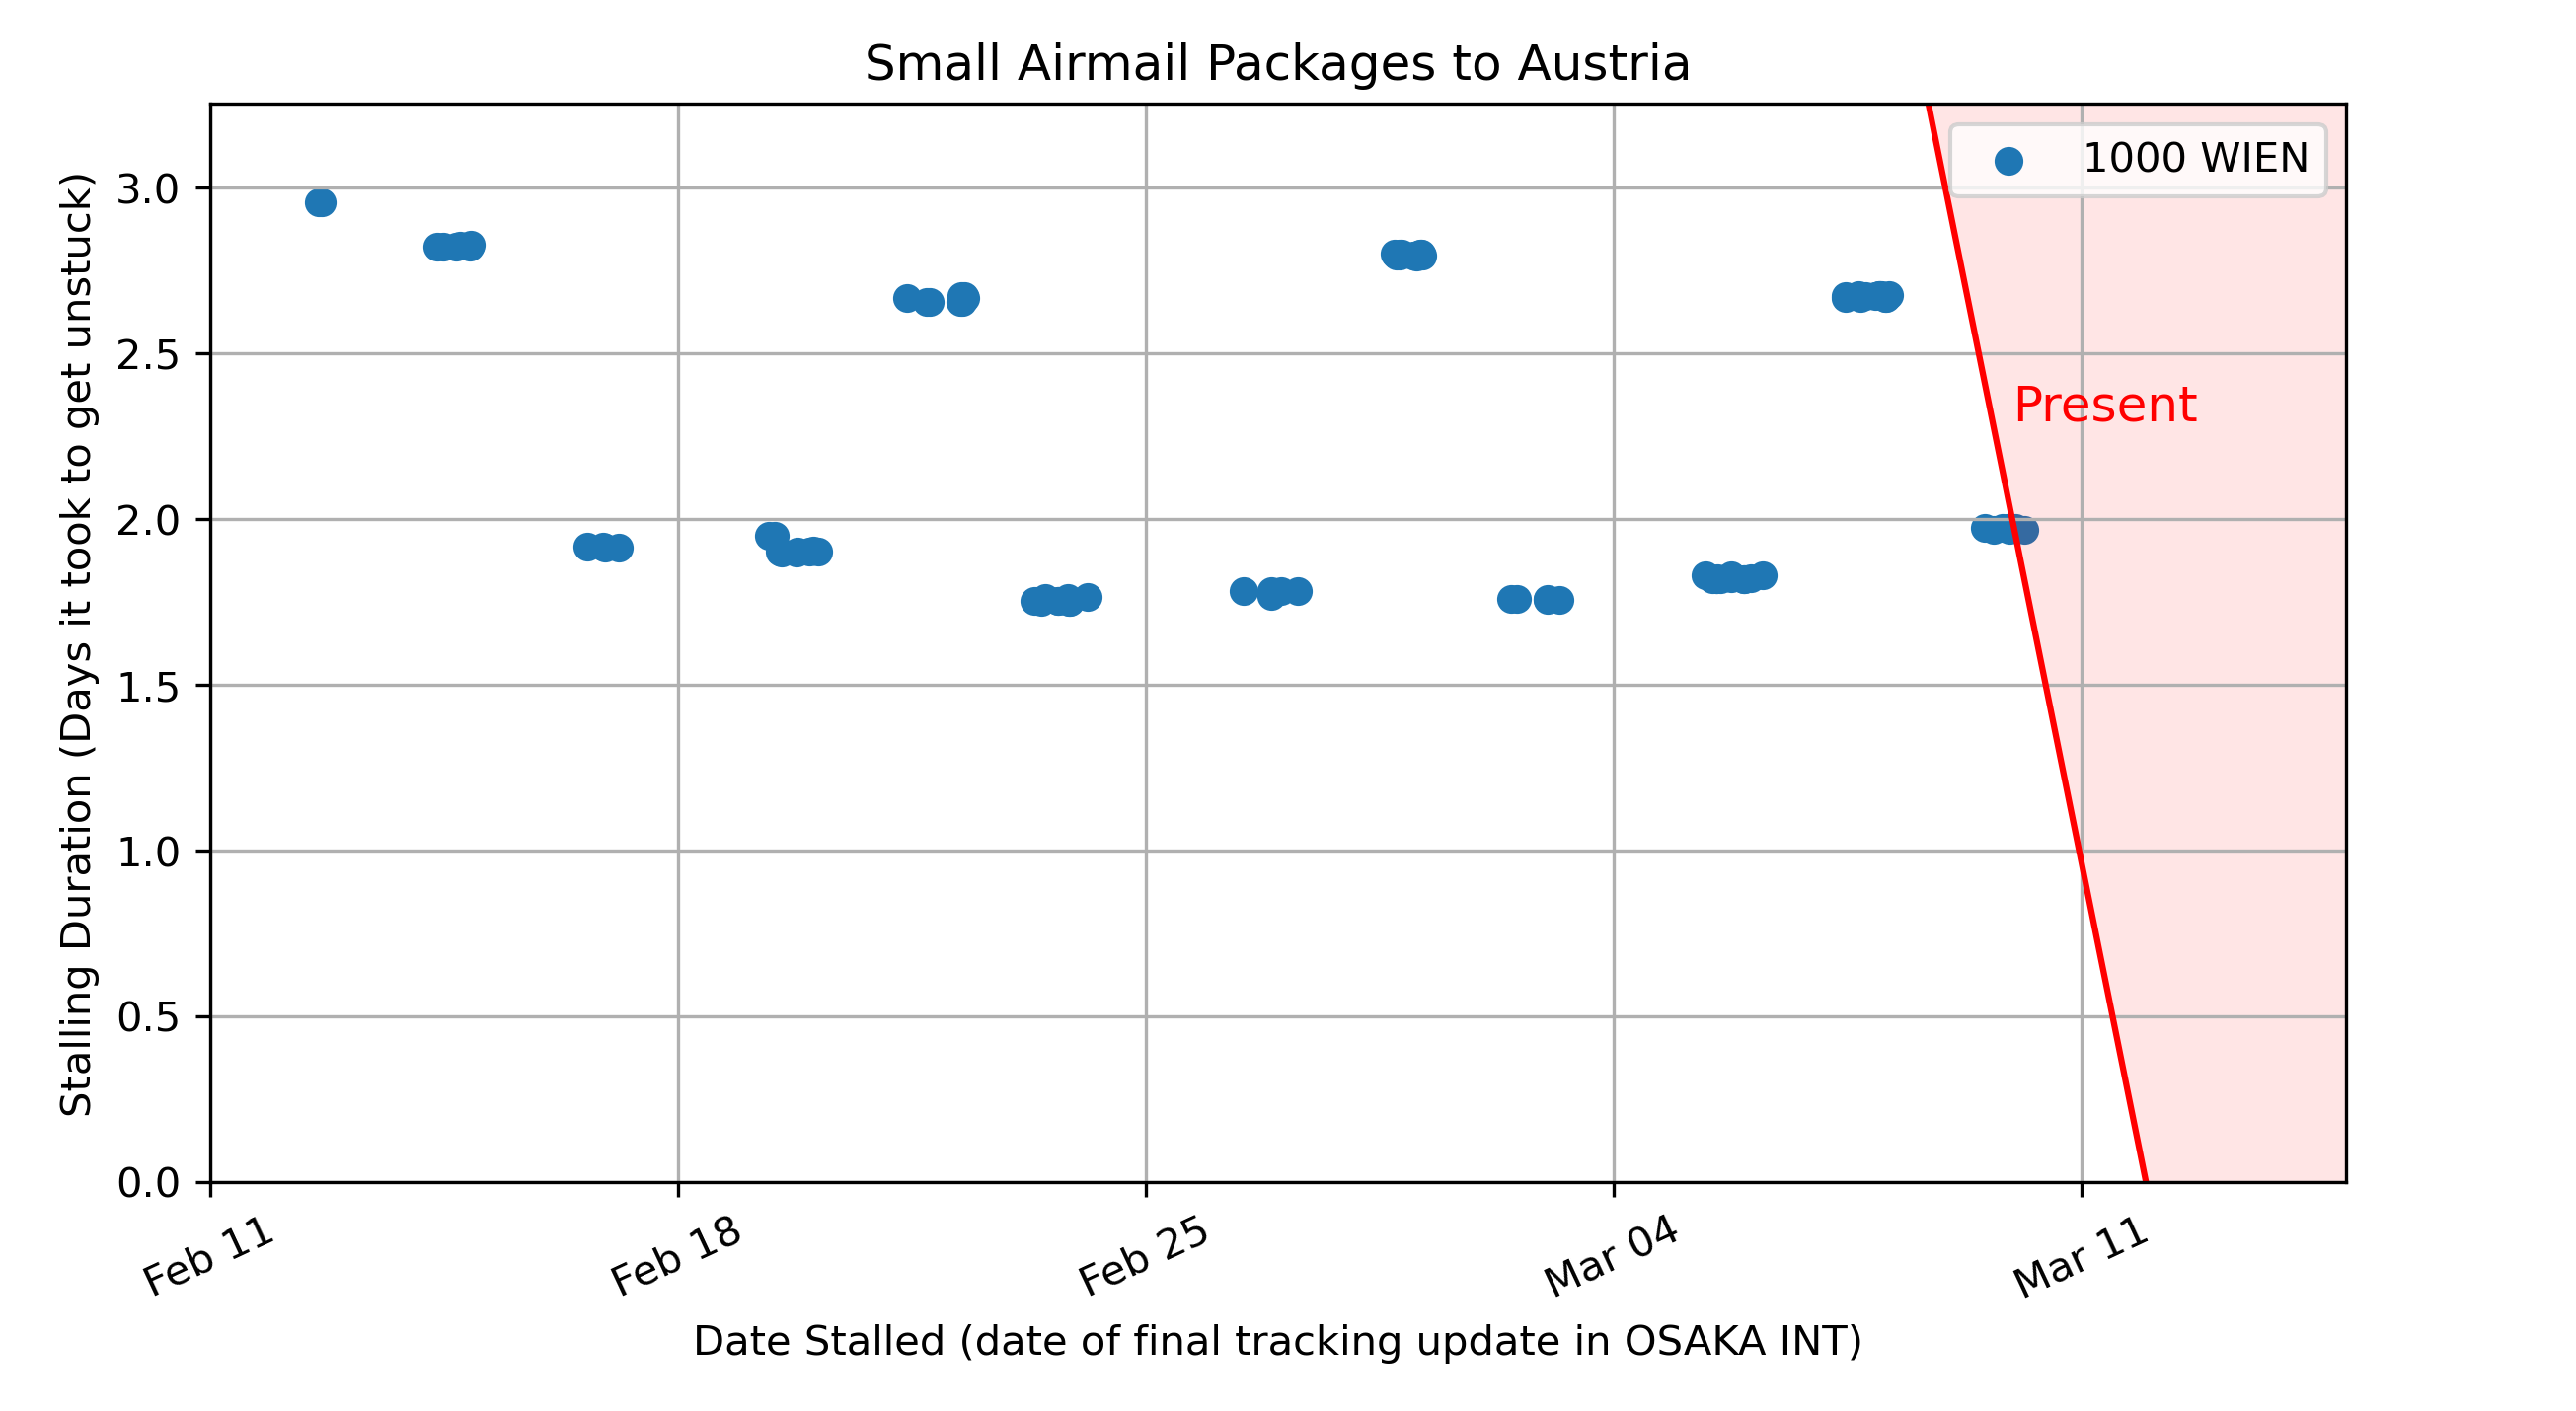 Small Airmail Packages to Austria
1000 WIEN
Present
Stalling Duration (Days it took to get unstuck)
3.0
2.5
2.0
1.5
1.0
0.5
0.0
Feb 11
Feb 18
Feb 25
Mar 04
Mar 11
Date Stalled (date of final tracking update in OSAKA INT)